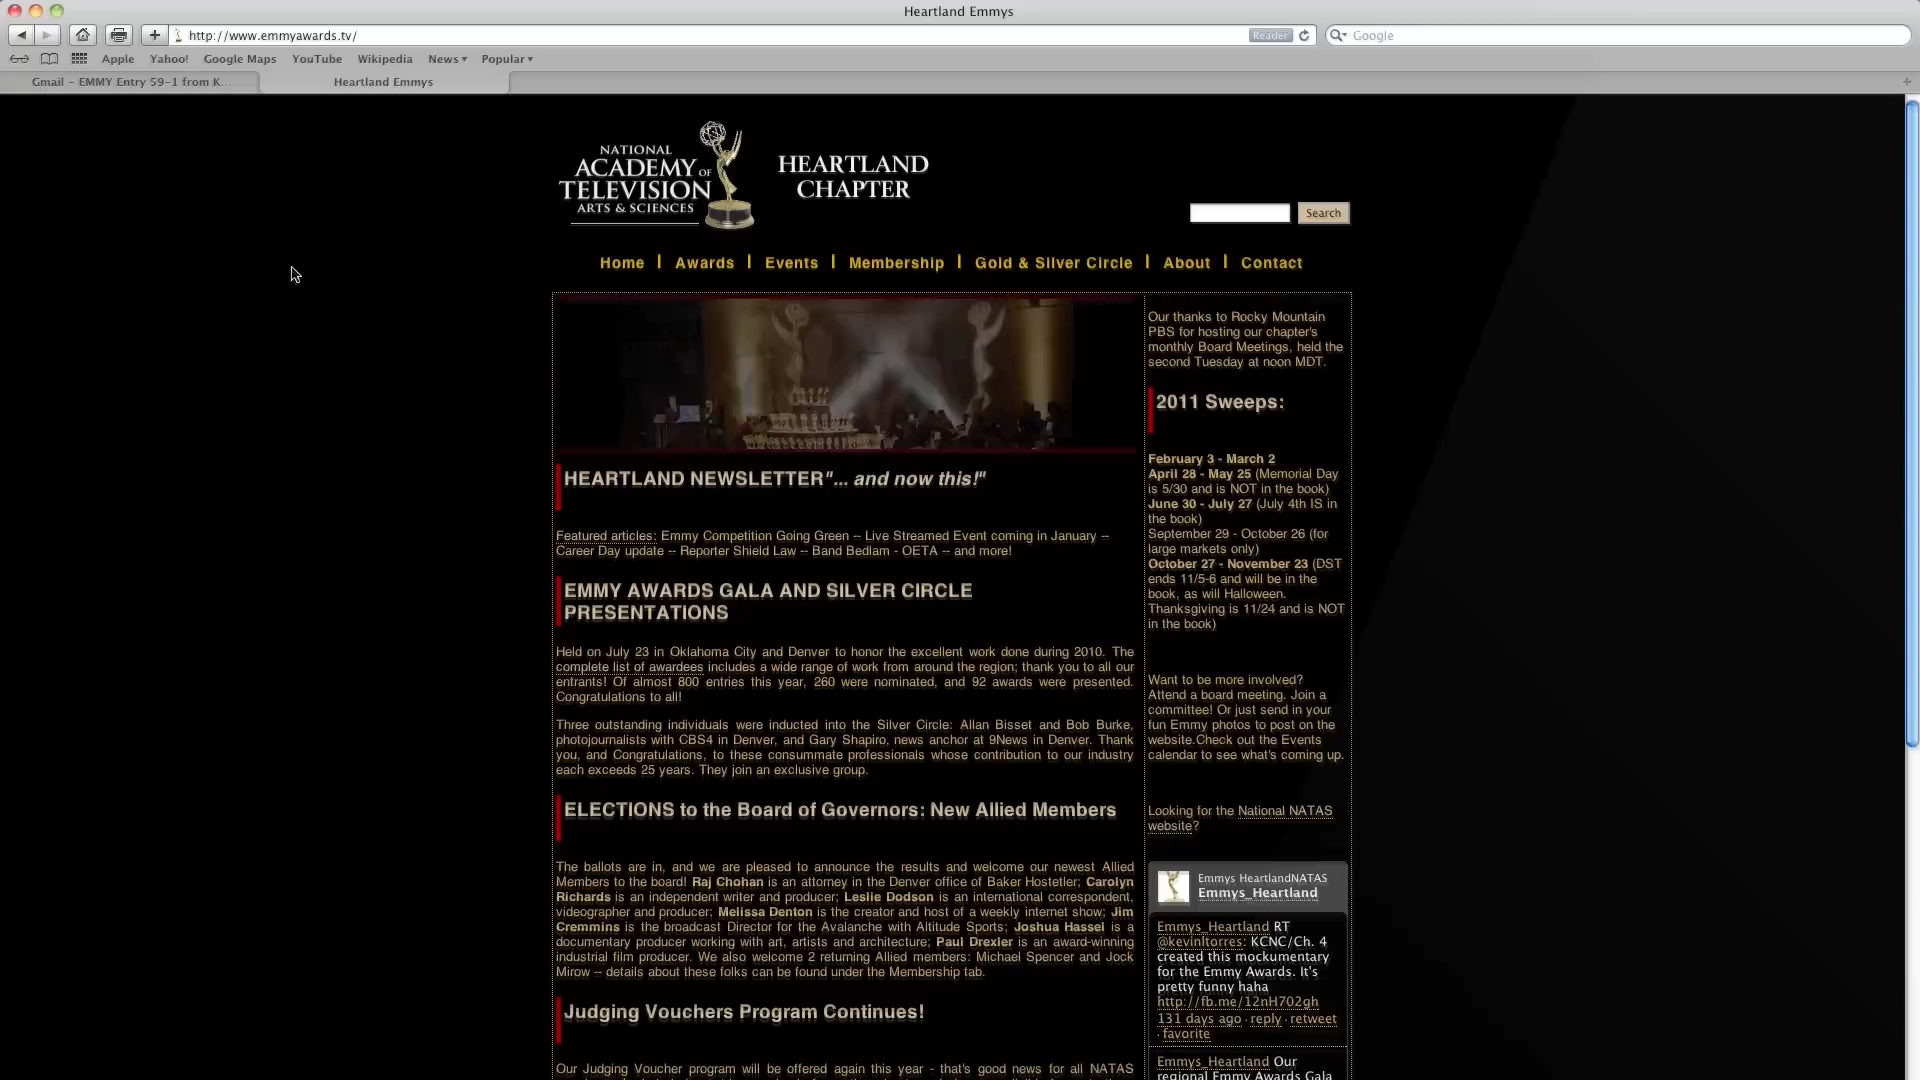 Heartland Emmys
http://www.emmyawards.tv/
Reader
Google
Apple Yahoo! Google Maps YouTube Wikipedia News Popular
Gmail - EMMY Entry 59-1 from K...
Heartland Emmys
NATIONAL
ACADEMY OF
TELEVISION
ARTS & SCIENCES
HEARTLAND
CHAPTER
Search
Home | Awards | Events | Membership | Gold & Silver Circle | About | Contact
HEARTLAND NEWSLETTER"... and now this!"
Featured articles: Emmy Competition Going Green -- Live Streamed Event coming in January --
Career Day update -- Reporter Shield Law -- Band Bedlam - OETA -- and more!
EMMY AWARDS GALA AND SILVER CIRCLE
PRESENTATIONS
Held on July 23 in Oklahoma City and Denver to honor the excellent work done during 2010. The
complete list of awardees includes a wide range of work from around the region; thank you to all our
entrants! Of almost 800 entries this year, 260 were nominated, and 92 awards were presented.
Congratulations to all!
Three outstanding individuals were inducted into the Silver Circle: Allan Bisset and Bob Burke,
photojournalists with CBS4 in Denver, and Gary Shapiro, news anchor at 9News in Denver. Thank
you, and Congratulations, to these consummate professionals whose contribution to our industry
each exceeds 25 years. They join an exclusive group.
ELECTIONS to the Board of Governors: New Allied Members
The ballots are in, and we are pleased to announce the results and welcome our newest Allied
Members to the board! Raj Chohan is an attorney in the Denver office of Baker Hostetler; Carolyn
Richards is an independent writer and producer; Leslie Dodson is an international correspondent,
videographer and producer; Melissa Denton is the creator and host of a weekly internet show; Jim
Cremmins is the broadcast Director for the Avalanche with Altitude Sports; Joshua Hassel is a
documentary producer working with art, artists and architecture; Paul Drexler is an award-winning
industrial film producer. We also welcome 2 returning Allied members: Michael Spencer and Jock
Mirow -- details about these folks can be found under the Membership tab.
Judging Vouchers Program Continues!
Our Judging Voucher program will be offered again this year - that's good news for all NATAS
Our thanks to Rocky Mountain
PBS for hosting our chapter's
monthly Board Meetings, held the
second Tuesday at noon MDT.
2011 Sweeps:
February 3 - March 2
April 28 - May 25 (Memorial Day
is 5/30 and is NOT in the book)
June 30 - July 27 (July 4th IS in
the book)
September 29 - October 26 (for
large markets only)
October 27 - November 23 (DST
ends 11/5-6 and will be in the
book, as will Halloween.
Thanksgiving is 11/24 and is NOT
in the book)
Want to be more involved?
Attend a board meeting. Join a
committee! Or just send in your
fun Emmy photos to post on the
website.Check out the Events
calendar to see what's coming up.
Looking for the National NATAS
website?
Emmys HeartlandNATAS
Emmys_Heartland
Emmys_Heartland RT
@kevinltorres: KCNC/Ch. 4
created this mockumentary
for the Emmy Awards. It's
pretty funny haha
http://fb.me/12nH702gh
131 days ago · reply · retweet
· favorite
Emmys_Heartland Our
regional Emmy Awards Gala